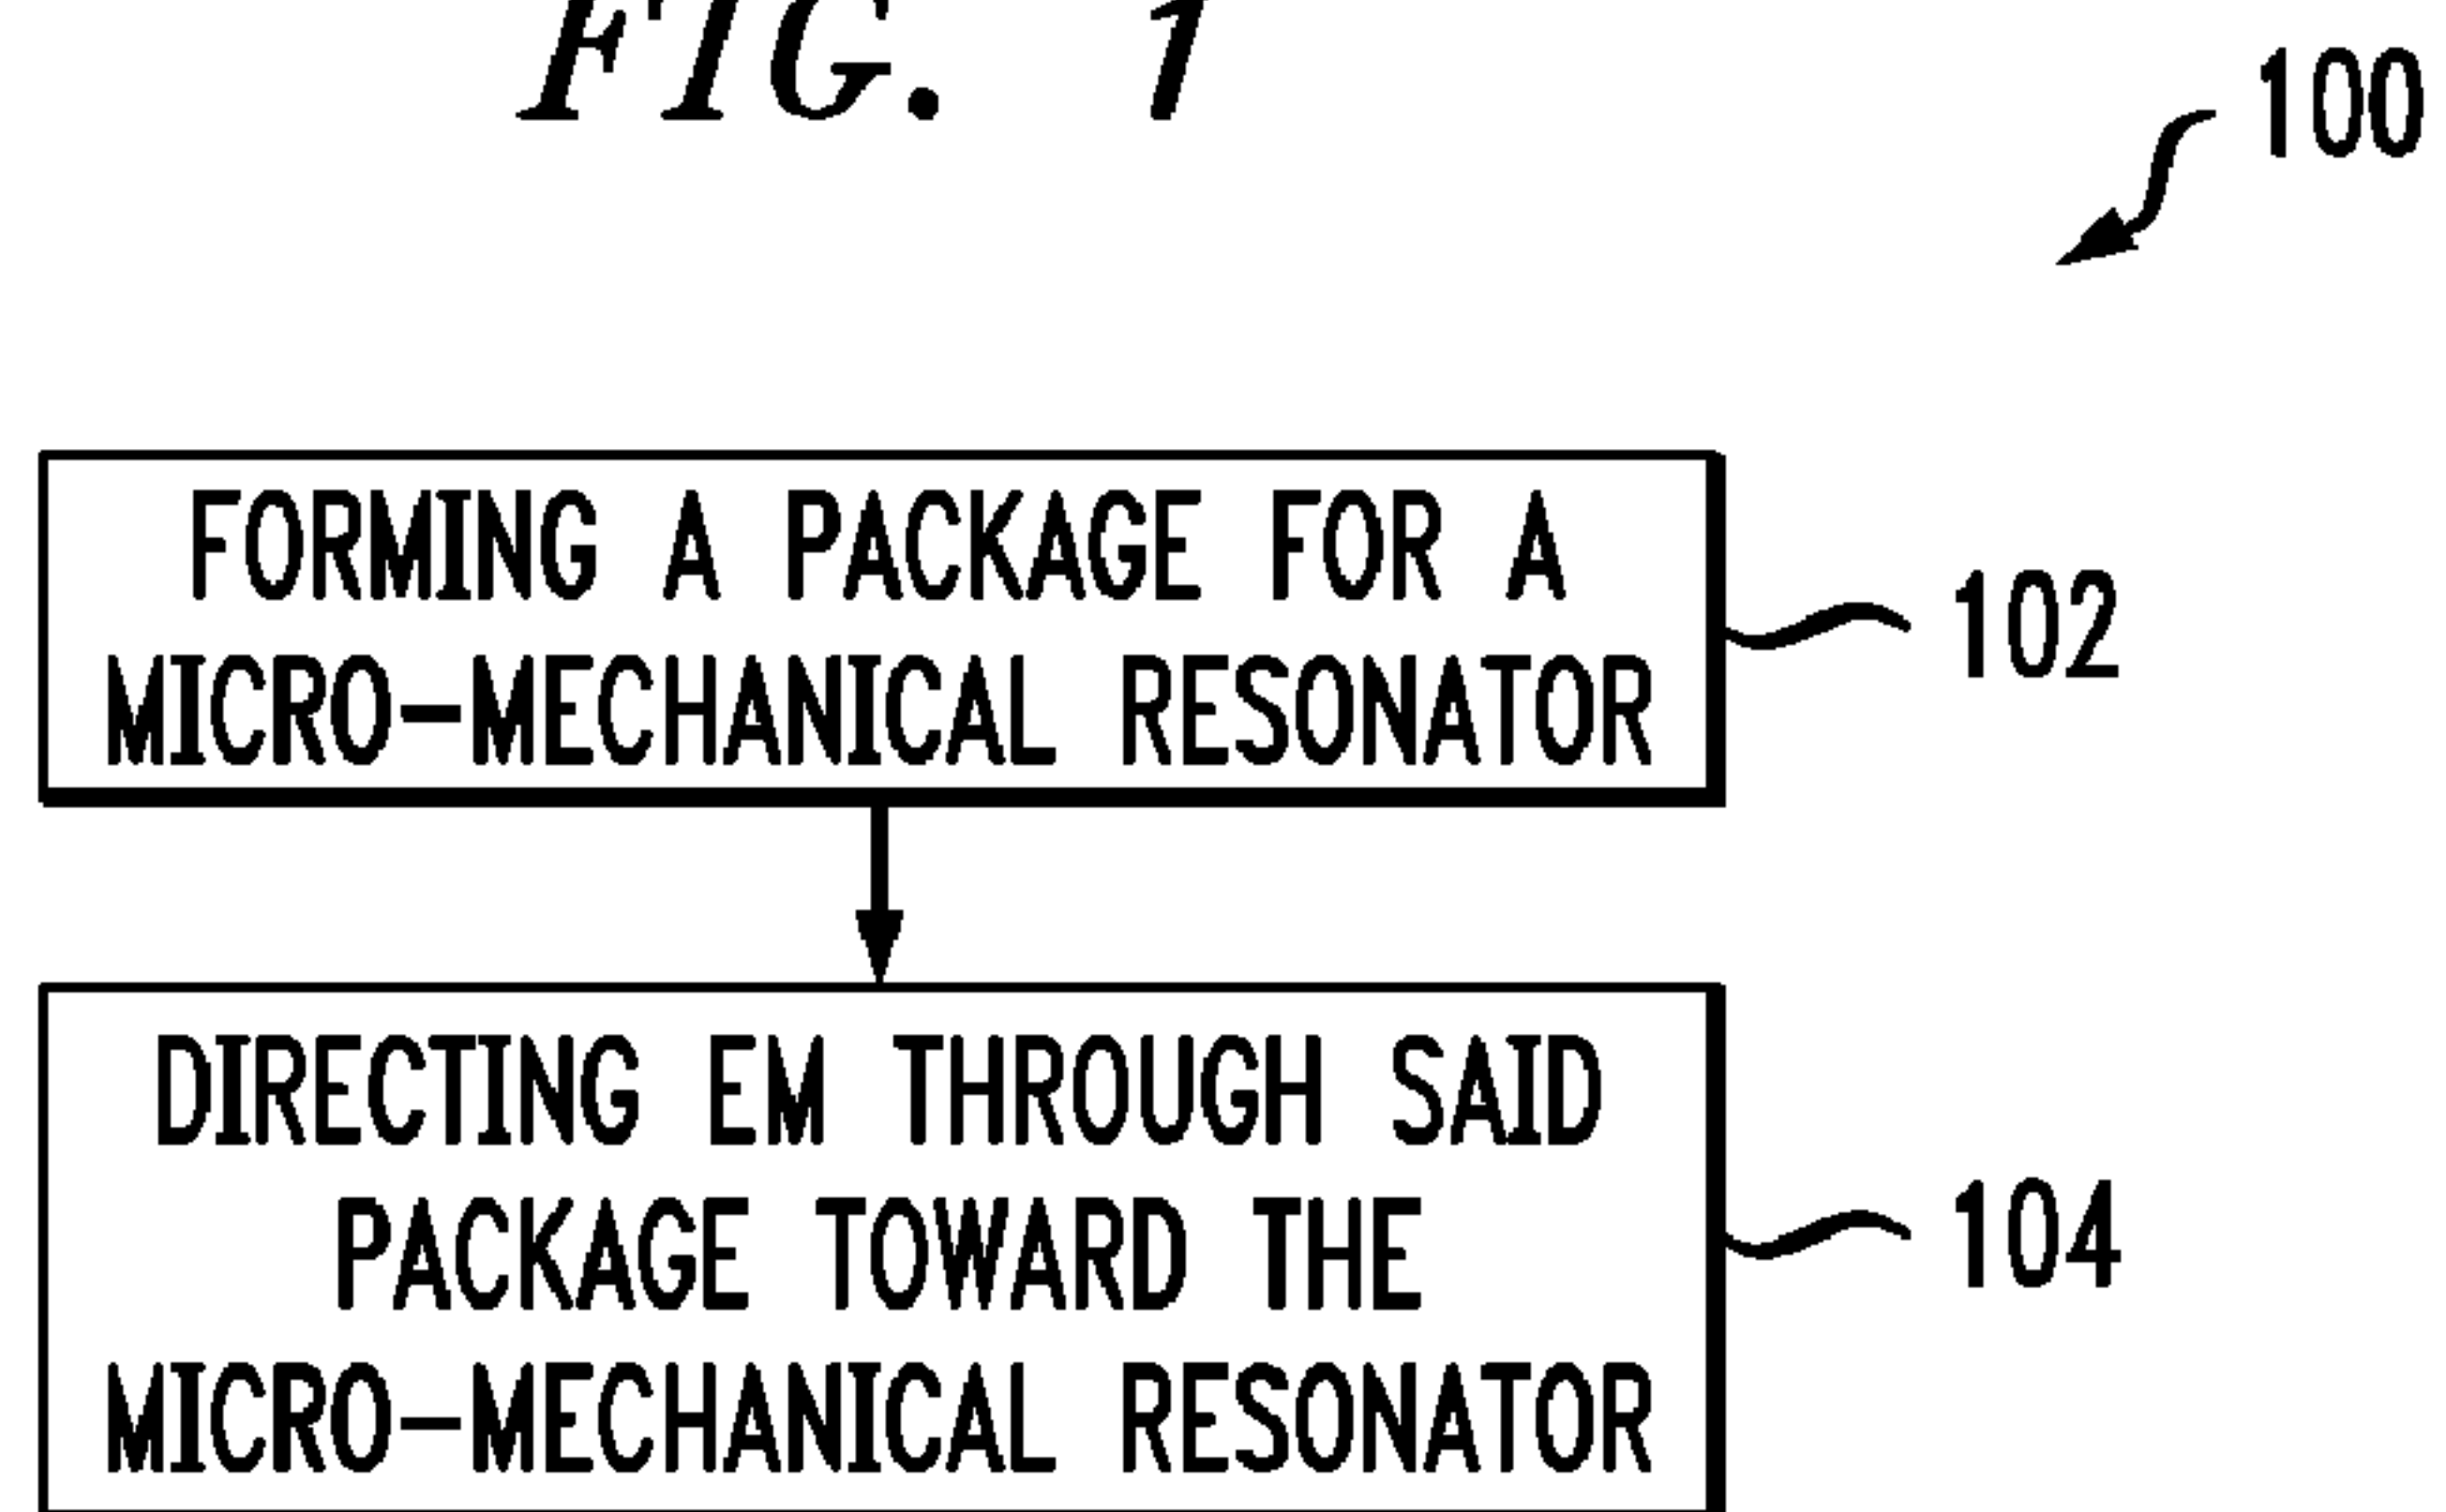 FIG. 1
100
FORMING A PACKAGE FOR A
MICRO-MECHANICAL RESONATOR
102
DIRECTING EM THROUGH SAID
PACKAGE TOWARD THE
MICRO-MECHANICAL RESONATOR
104